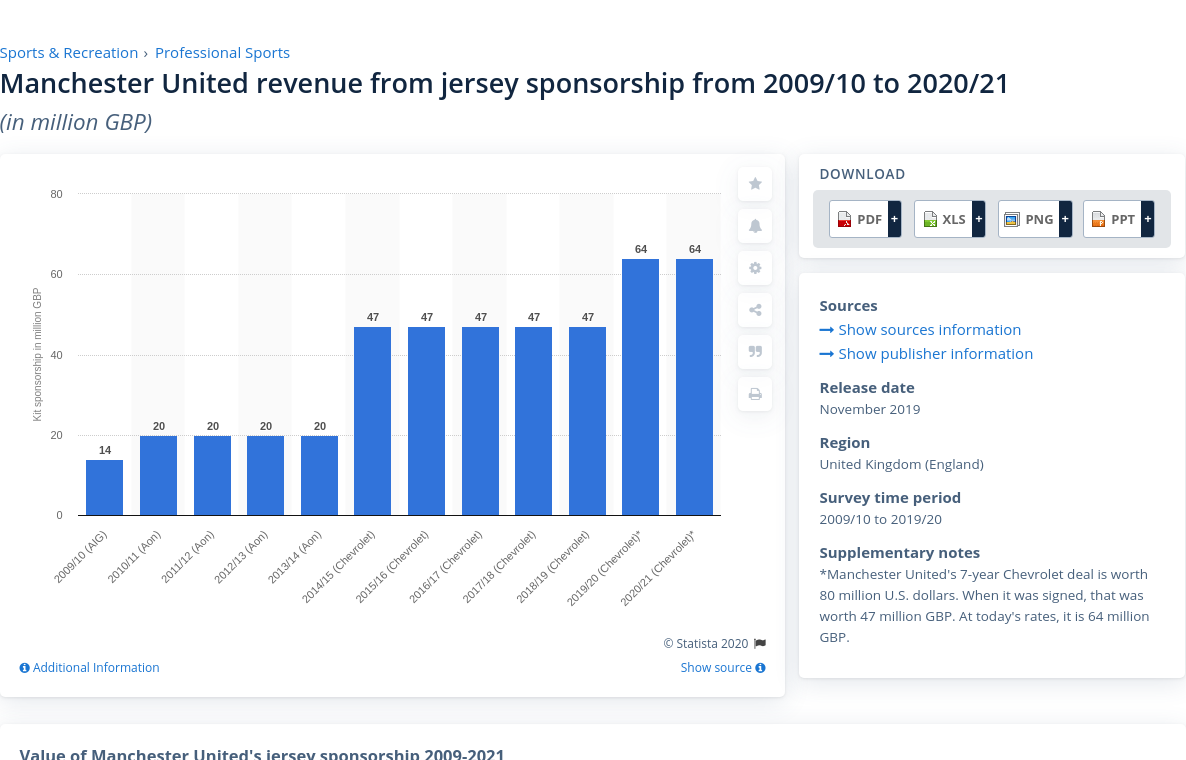 Sports & Recreation › Professional Sports
Manchester United revenue from jersey sponsorship from 2009/10 to 2020/21
(in million GBP)
80
60
40
20
0
Kit sponsorship in million GBP
14
20
20
20
20
47
47
47
47
47
64
64
2009/10 (AIG)
2010/11 (Aon)
2011/12 (Aon)
2012/13 (Aon)
2013/14 (Aon)
2014/15 (Chevrolet)
2015/16 (Chevrolet)
2016/17 (Chevrolet)
2017/18 (Chevrolet)
2018/19 (Chevrolet)
2019/20 (Chevrolet)*
2020/21 (Chevrolet)*
© Statista 2020
Additional Information
Show source
DOWNLOAD
PDF + XLS + PNG + PPT +
Sources
Show sources information
Show publisher information
Release date
November 2019
Region
United Kingdom (England)
Survey time period
2009/10 to 2019/20
Supplementary notes
*Manchester United's 7-year Chevrolet deal is worth
80 million U.S. dollars. When it was signed, that was
worth 47 million GBP. At today's rates, it is 64 million
GBP.
Value of Manchester United's jersey sponsorship 2009-2021